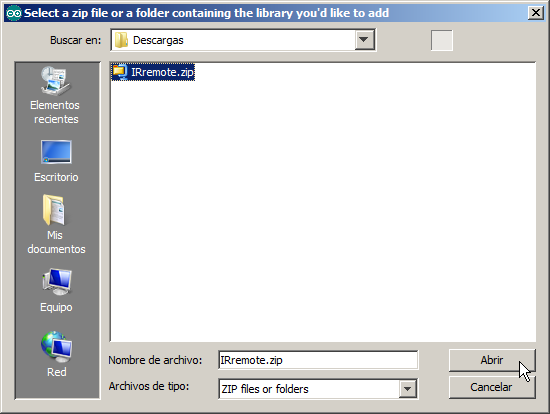 Select a zip file or a folder containing the library you'd like to add
Buscar en:
Descargas
IRremote.zip
Elementos
recientes
Escritorio
Mis
documentos
Equipo
Red
Nombre de archivo:
IRremote.zip
Abrir
Archivos de tipo:
ZIP files or folders
Cancelar